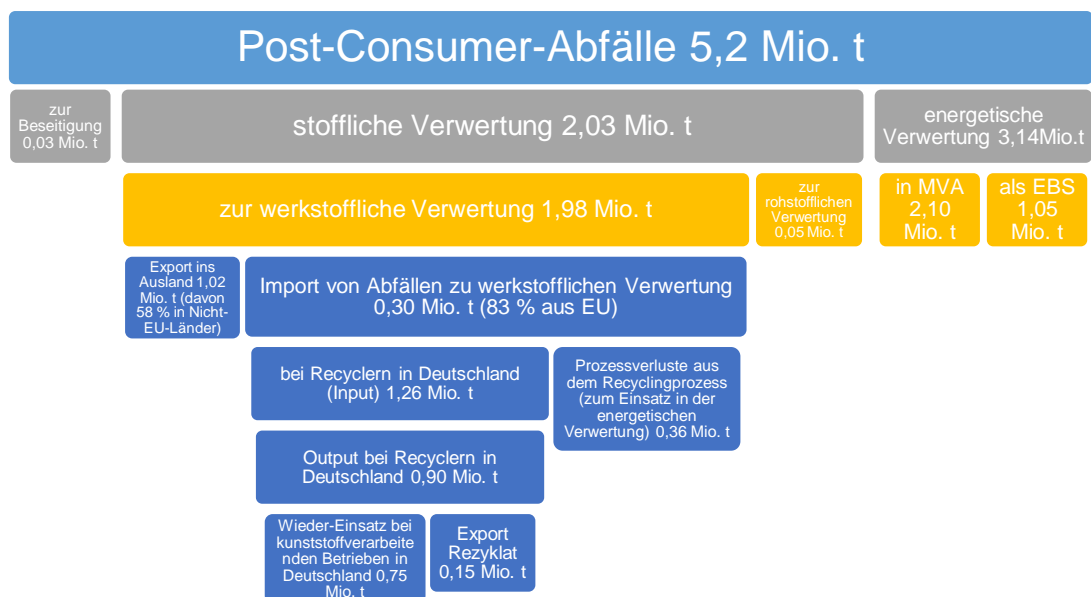 Post-Consumer-Abfälle 5,2 Mio. t
zur
Beseitigung
0,03 Mio. t
stoffliche Verwertung 2,03 Mio. t
energetische
Verwertung 3,14Mio.t
zur werkstoffliche Verwertung 1,98 Mio. t
zur
rohstofflichen
Verwertung
0,05 Mio. t
in MVA
2,10
Mio. t
als EBS
1,05
Mio. t
Export ins
Ausland 1,02
Mio. t (davon
58 % in Nicht-
EU-Länder)
Import von Abfällen zu werkstofflichen Verwertung
0,30 Mio. t (83 % aus EU)
bei Recyclern in Deutschland
(Input) 1,26 Mio. t
Prozessverluste aus
dem Recyclingprozess
(zum Einsatz in der
energetischen
Verwertung) 0,36 Mio. t
Output bei Recyclern in
Deutschland 0,90 Mio. t
Wieder-Einsatz bei
kunststoffverarbeite
nden Betrieben in
Deutschland 0,75
Mio. t
Export
Rezyklat
0,15 Mio. t